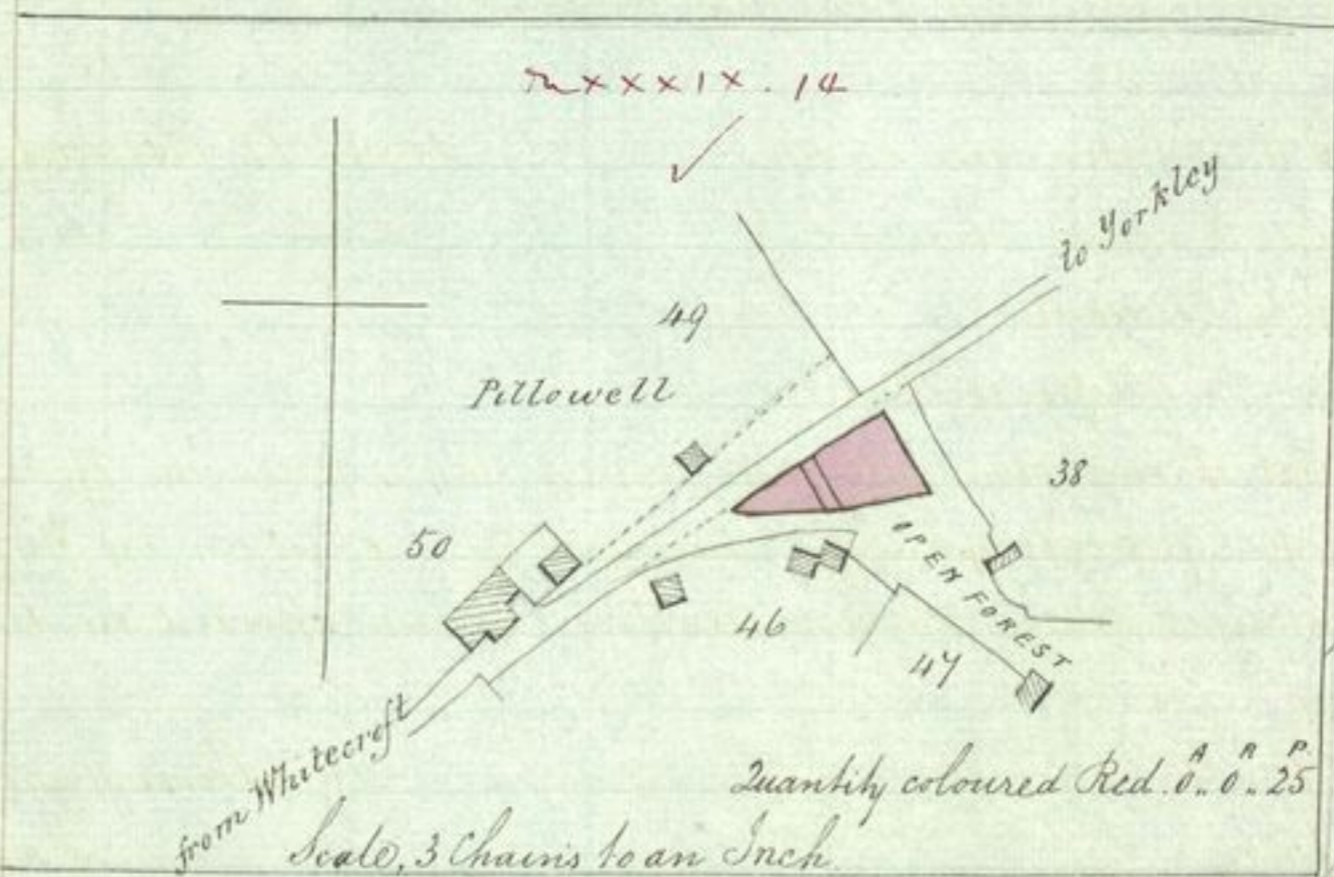 XXXIX. 14
to Yorkley
49
Pillowell
38
50
OPEN FOREST
46
47
from Whitecroft
A R P.
Quantity coloured Red. 0.. 0.. 25
Scale, 3 Chains to an Inch.